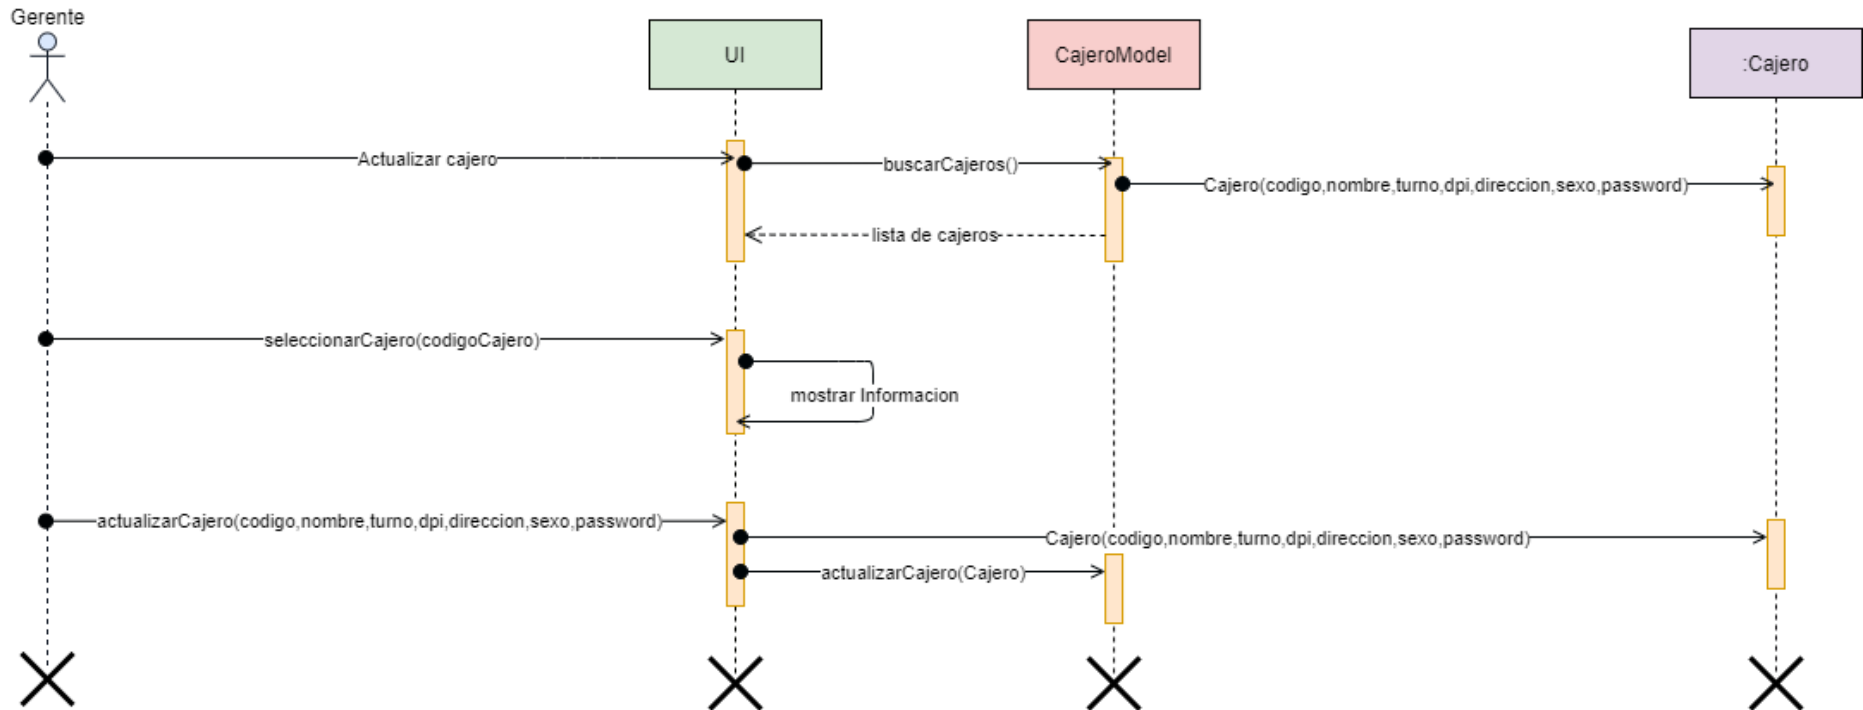 Gerente
UI
CajeroModel
:Cajero
Actualizar cajero
buscarCajeros()
Cajero(codigo,nombre,turno,dpi,direccion,sexo,password)
lista de cajeros
seleccionarCajero(codigoCajero)
mostrar Informacion
actualizarCajero(codigo,nombre,turno,dpi,direccion,sexo,password)
Cajero(codigo,nombre,turno,dpi,direccion,sexo,password)
actualizarCajero(Cajero)